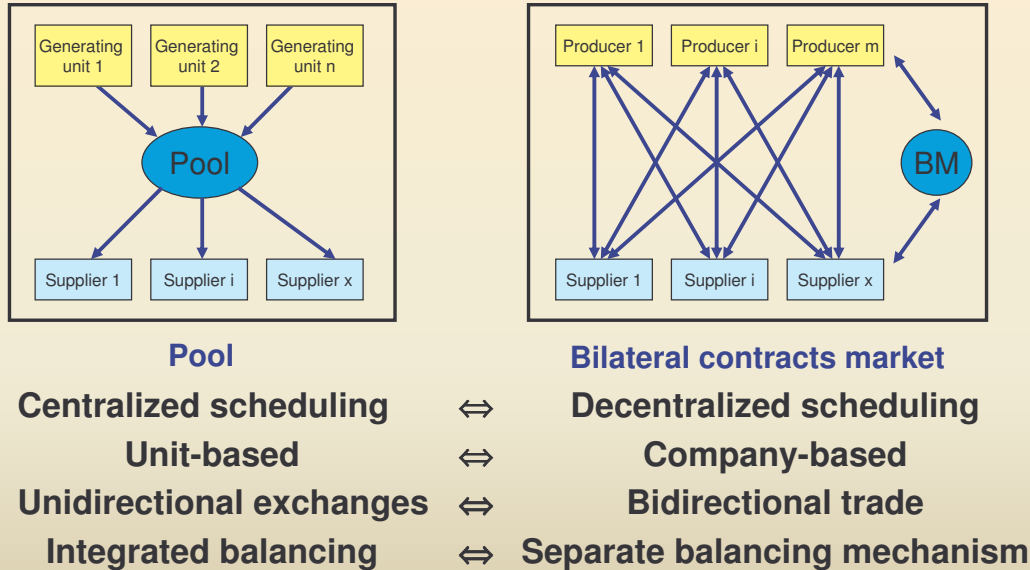 Generating
unit 1
Generating
unit 2
Generating
unit n
Pool
Supplier 1
Supplier i
Supplier x
Producer 1
Producer i
Producer m
BM
Supplier 1
Supplier i
Supplier x
Pool
Bilateral contracts market
Centralized scheduling ⇔ Decentralized scheduling
Unit-based ⇔ Company-based
Unidirectional exchanges ⇔ Bidirectional trade
Integrated balancing ⇔ Separate balancing mechanism